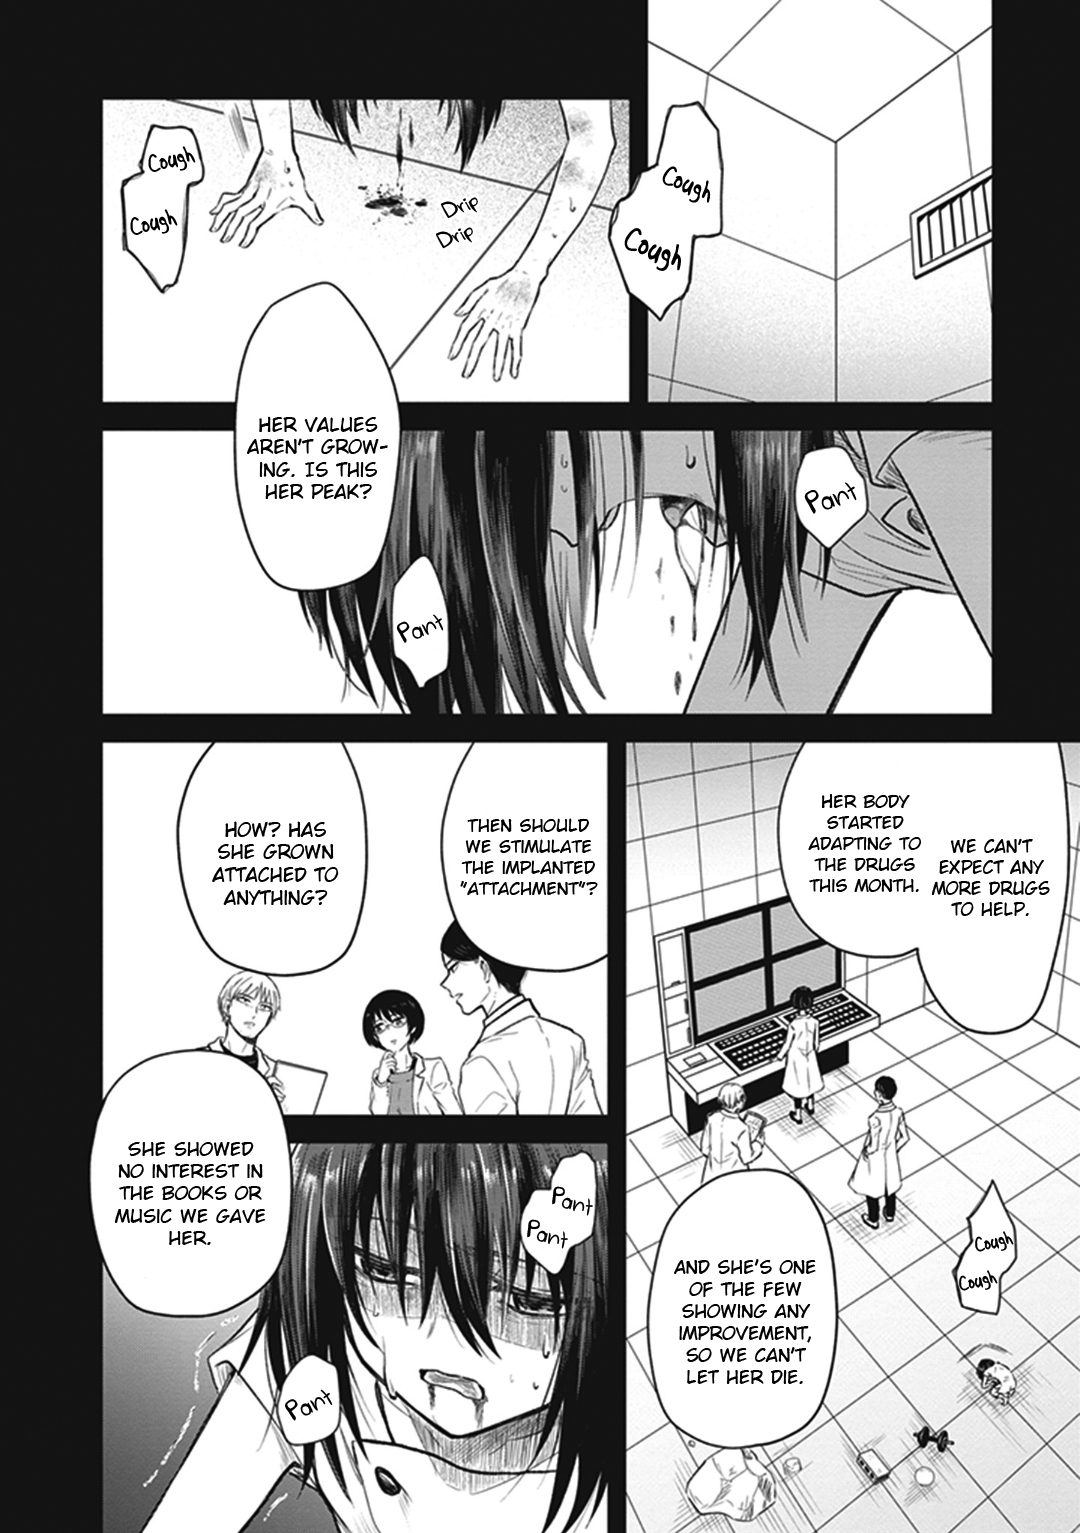 Cough
Cough
Cough
Cough
Drip
Drip
Pant
HER VALUES
AREN'T GROW-
ING. IS THIS
HER PEAK?
Pant
HER BODY
STARTED
ADAPTING TO
THE DRUGS
THIS MONTH.
WE CAN'T
EXPECT ANY
MORE DRUGS
TO HELP.
AND SHE'S ONE
OF THE FEW
SHOWING ANY
IMPROVEMENT,
SO WE CAN'T
LET HER DIE.
Cough
Cough
THEN SHOULD
WE STIMULATE
THE IMPLANTED
"ATTACHMENT"?
HOW? HAS
SHE GROWN
ATTACHED TO
ANYTHING?
SHE SHOWED
NO INTEREST IN
THE BOOKS OR
MUSIC WE GAVE
HER.
Pant
Pant
Pant